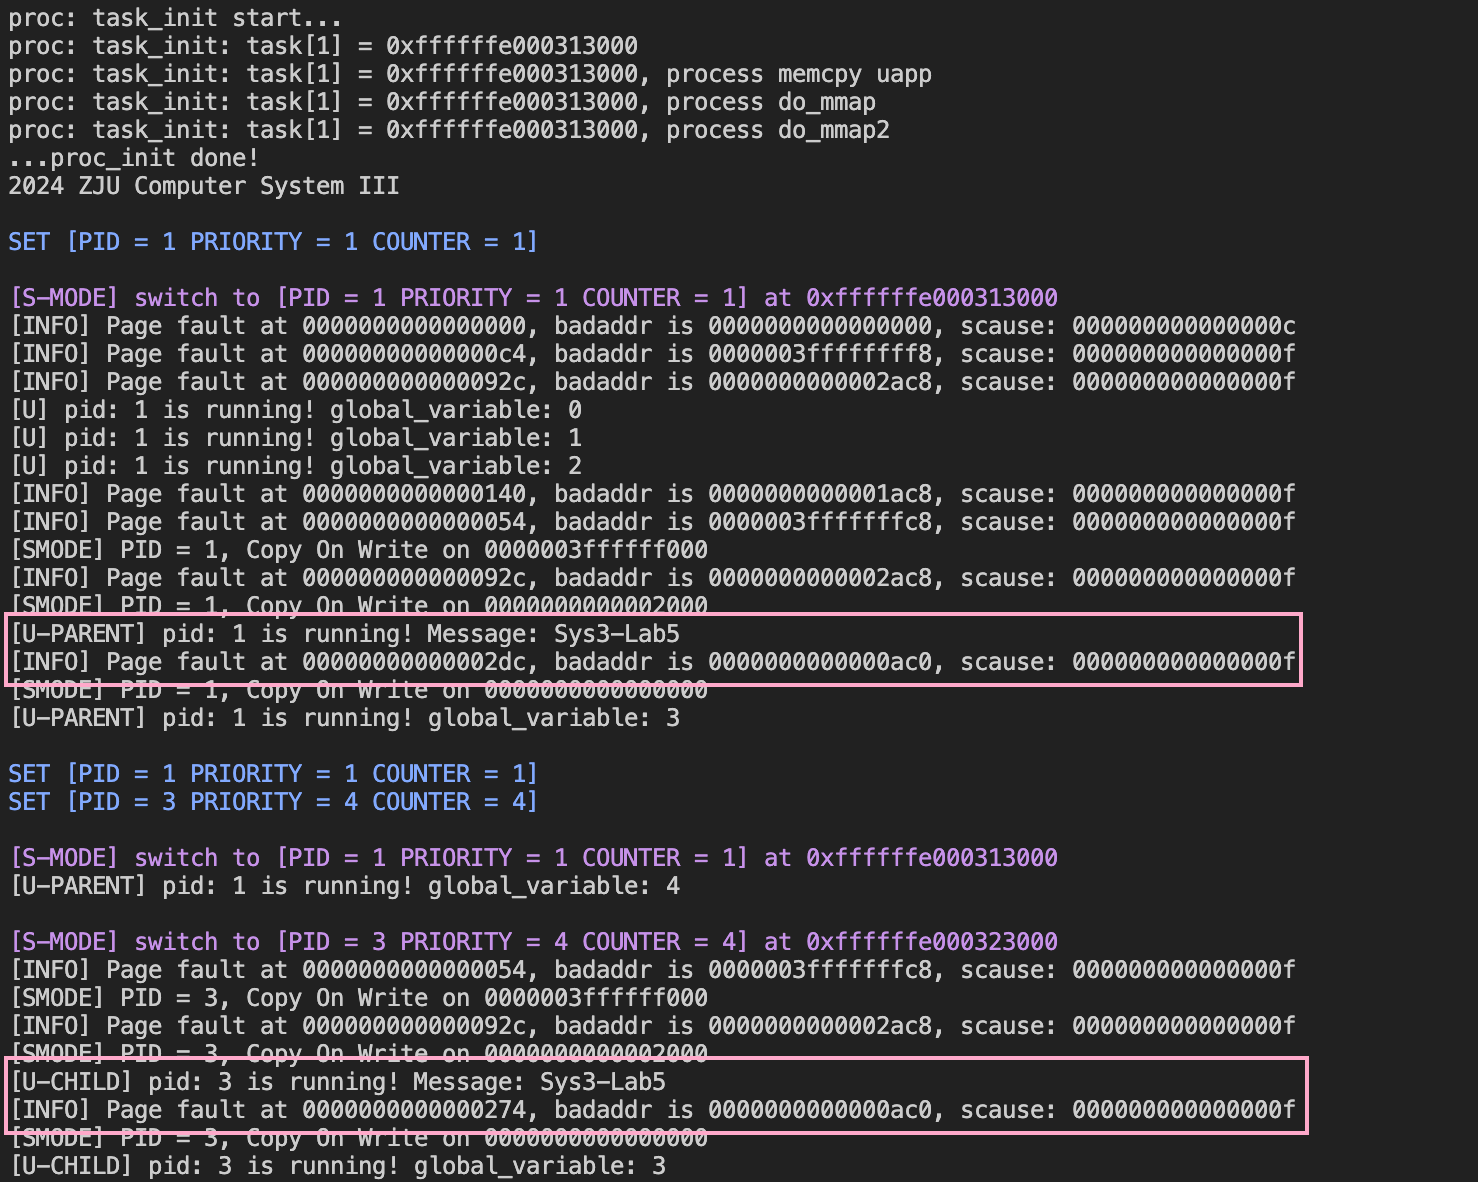 proc: task_init start...
proc: task_init: task[1] = 0xffffffe000313000
proc: task_init: task[1] = 0xffffffe000313000, process memcpy uapp
proc: task_init: task[1] = 0xffffffe000313000, process do_mmap
proc: task_init: task[1] = 0xffffffe000313000, process do_mmap2
...proc_init done!
2024 ZJU Computer System III
SET [PID = 1 PRIORITY = 1 COUNTER = 1]
[S-MODE] switch to [PID = 1 PRIORITY = 1 COUNTER = 1] at 0xffffffe000313000
[INFO] Page fault at 0000000000000000, badaddr is 0000000000000000, scause: 000000000000000c
[INFO] Page fault at 00000000000000c4, badaddr is 0000003ffffffff8, scause: 000000000000000f
[INFO] Page fault at 000000000000092c, badaddr is 0000000000002ac8, scause: 000000000000000f
[U] pid: 1 is running! global_variable: 0
[U] pid: 1 is running! global_variable: 1
[U] pid: 1 is running! global_variable: 2
[INFO] Page fault at 0000000000000140, badaddr is 0000000000001ac8, scause: 000000000000000f
[INFO] Page fault at 0000000000000054, badaddr is 0000003fffffffc8, scause: 000000000000000f
[SMODE] PID = 1, Copy On Write on 0000003ffffff000
[INFO] Page fault at 000000000000092c, badaddr is 0000000000002ac8, scause: 000000000000000f
[SMODE] PID = 1, Copy On Write on 0000000000002000
[U-PARENT] pid: 1 is running! Message: Sys3-Lab5
[INFO] Page fault at 00000000000002dc, badaddr is 0000000000000ac0, scause: 000000000000000f
[SMODE] PID = 1, Copy On Write on 0000000000000000
[U-PARENT] pid: 1 is running! global_variable: 3
SET [PID = 1 PRIORITY = 1 COUNTER = 1]
SET [PID = 3 PRIORITY = 4 COUNTER = 4]
[S-MODE] switch to [PID = 1 PRIORITY = 1 COUNTER = 1] at 0xffffffe000313000
[U-PARENT] pid: 1 is running! global_variable: 4
[S-MODE] switch to [PID = 3 PRIORITY = 4 COUNTER = 4] at 0xffffffe000323000
[INFO] Page fault at 0000000000000054, badaddr is 0000003fffffffc8, scause: 000000000000000f
[SMODE] PID = 3, Copy On Write on 0000003ffffff000
[INFO] Page fault at 000000000000092c, badaddr is 0000000000002ac8, scause: 000000000000000f
[SMODE] PID = 3, Copy On Write on 0000000000002000
[U-CHILD] pid: 3 is running! Message: Sys3-Lab5
[INFO] Page fault at 0000000000000274, badaddr is 0000000000000ac0, scause: 000000000000000f
[SMODE] PID = 3, Copy On Write on 0000000000000000
[U-CHILD] pid: 3 is running! global_variable: 3